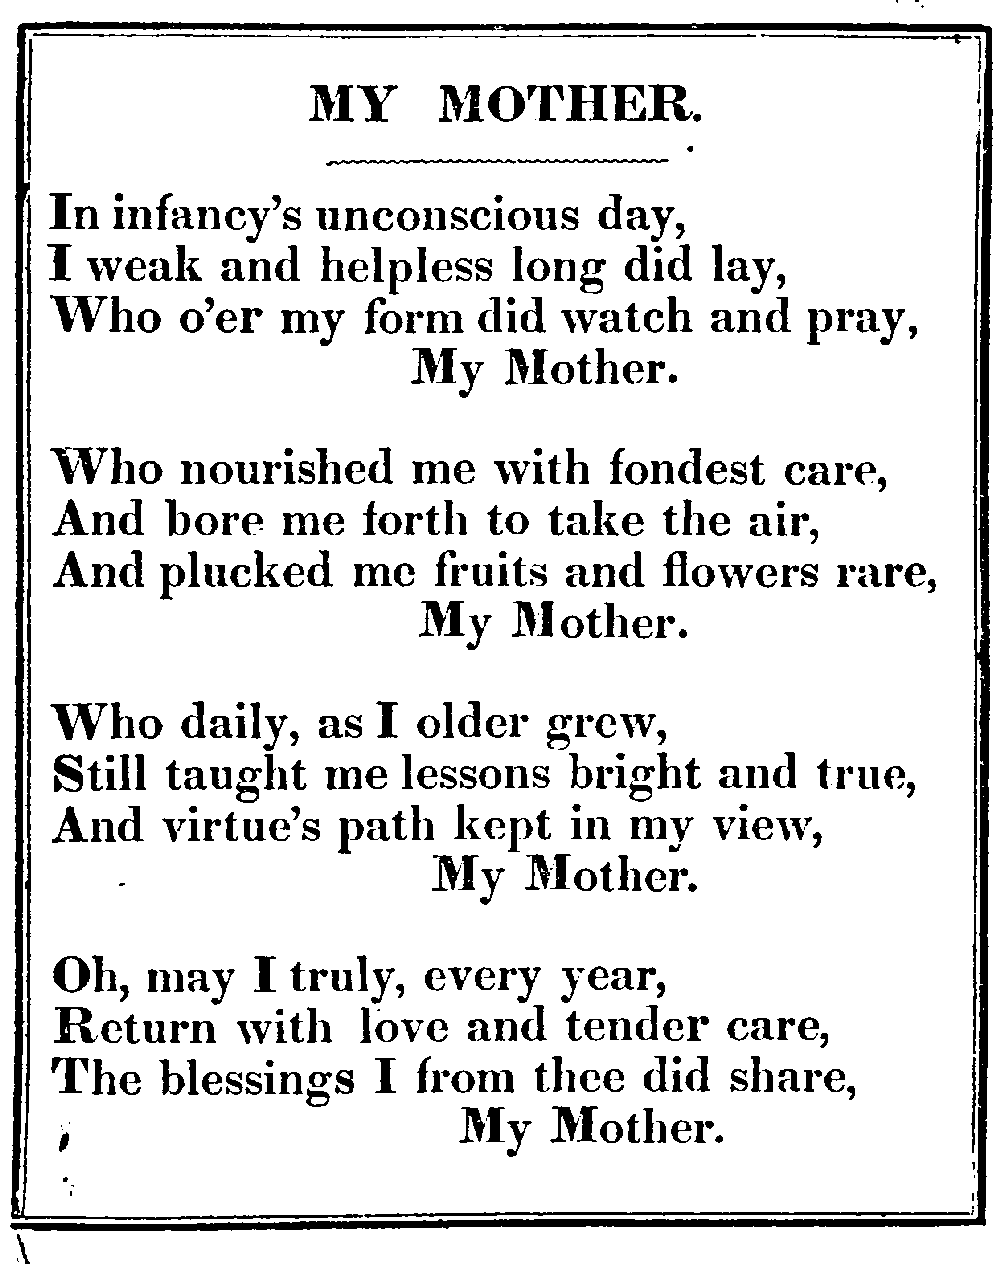 MY MOTHER.
In infancy's unconscious day,
I weak and helpless long did lay,
Who o'er my form did watch and pray,
My Mother.
Who nourished me with fondest care,
And bore me forth to take the air,
And plucked me fruits and flowers rare,
My Mother.
Who daily, as I older grew,
Still taught me lessons bright and true,
And virtue's path kept in my view,
My Mother.
Oh, may I truly, every year,
Return with love and tender care,
The blessings I from thee did share,
My Mother.